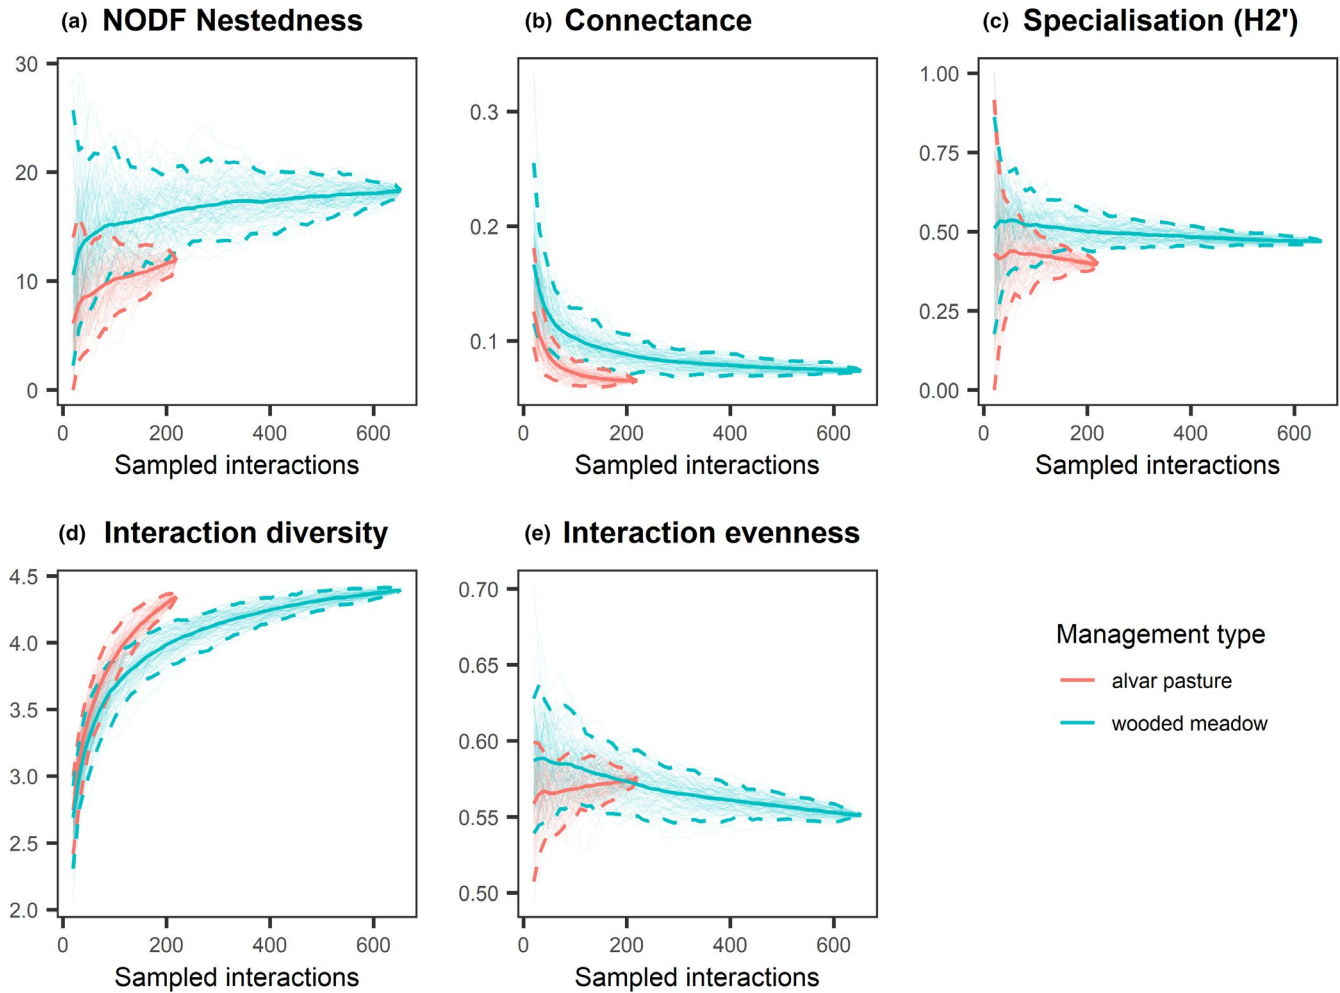 (a) NODF Nestedness
30
20
10
0
0 200 400 600
Sampled interactions
(b) Connectance
0.3
0.2
0.1
0 200 400 600
Sampled interactions
(c) Specialisation (H2')
1.00
0.75
0.50
0.25
0.00
0 200 400 600
Sampled interactions
(d) Interaction diversity
4.5
4.0
3.5
3.0
2.5
2.0
0 200 400 600
Sampled interactions
(e) Interaction evenness
0.70
0.65
0.60
0.55
0.50
0 200 400 600
Sampled interactions
Management type
alvar pasture
wooded meadow